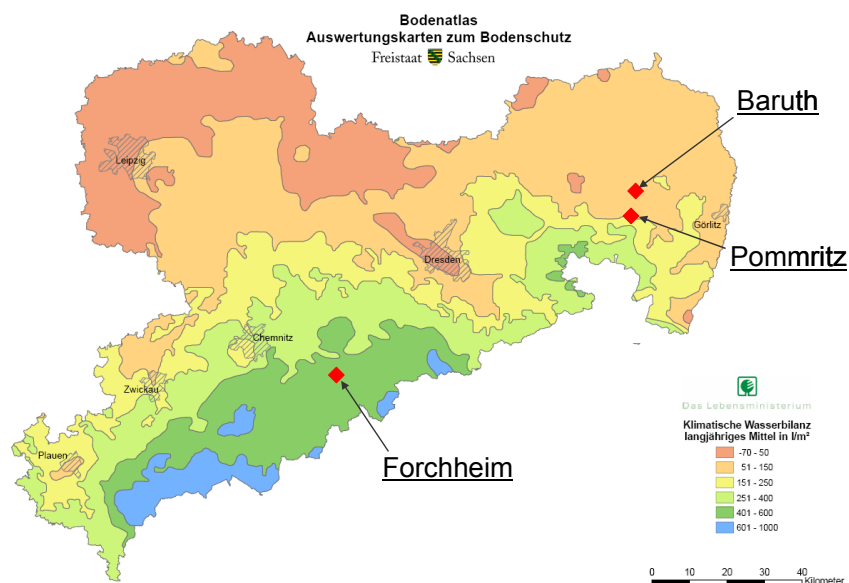 Bodenatlas
Auswertungskarten zum Bodenschutz
Freistaat Sachsen
Baruth
Leipzig
Görlitz
Pommritz
Dresden
Chemnitz
Zwickau
Das Lebensministerium
Klimatische Wasserbilanz
langjähriges Mittel in l/m²
-70 - 50
51 - 150
151 - 250
251 - 400
401 - 600
601 - 1000
Plauen
Forchheim
0 10 20 30 40
Kilometer